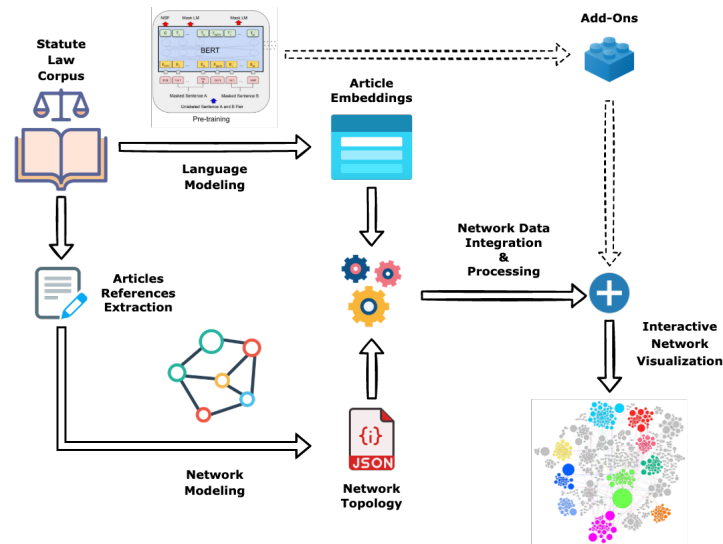 Statute
Law
Corpus
NSP
Mask LM
Mask LM
BERT
Masked Sentence A
Masked Sentence B
Unlabeled Sentence A and B Pair
Pre-training
Add-Ons
Article
Embeddings
Language
Modeling
Articles
References
Extraction
Network Data
Integration
&
Processing
Interactive
Network
Visualization
Network
Modeling
{i}
JSON
Network
Topology